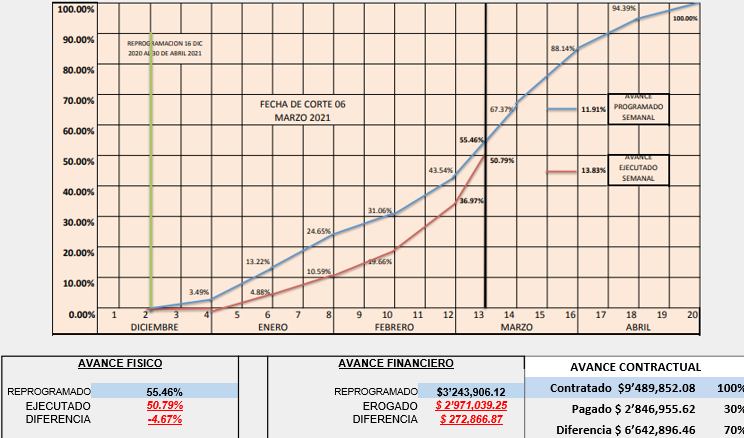 100.00%
94.39%
100.00%
90.00%
REPROGRAMACION 16 DIC
2020 AL 30 DE ABRIL 2021
88.14%
80.00%
70.00%
FECHA DE CORTE 06
MARZO 2021
67.37%
11.91%
AVANCE
PROGRAMADO
SEMANAL
60.00%
55.46%
50.00%
50.79%
13.83%
AVANCE
EJECUTADO
SEMANAL
43.54%
40.00%
36.97%
31.06%
30.00%
24.65%
20.00%
19.66%
13.22%
10.59%
10.00%
3.49%
4.88%
0.00%
1 2 3 4 5 6 7 8 9 10 11 12 13 14 15 16 17 18 19 20
DICIEMBRE ENERO FEBRERO MARZO ABRIL
AVANCE FISICO
REPROGRAMADO 55.46%
EJECUTADO 50.79%
DIFERENCIA -4.67%
AVANCE FINANCIERO
REPROGRAMADO $3'243,906.12
EROGADO $ 2'971,039.25
DIFERENCIA $ 272,866.87
AVANCE CONTRACTUAL
Contratado $9'489,852.08 100%
Pagado $ 2'846,955.62 30%
Diferencia $ 6'642,896.46 70%